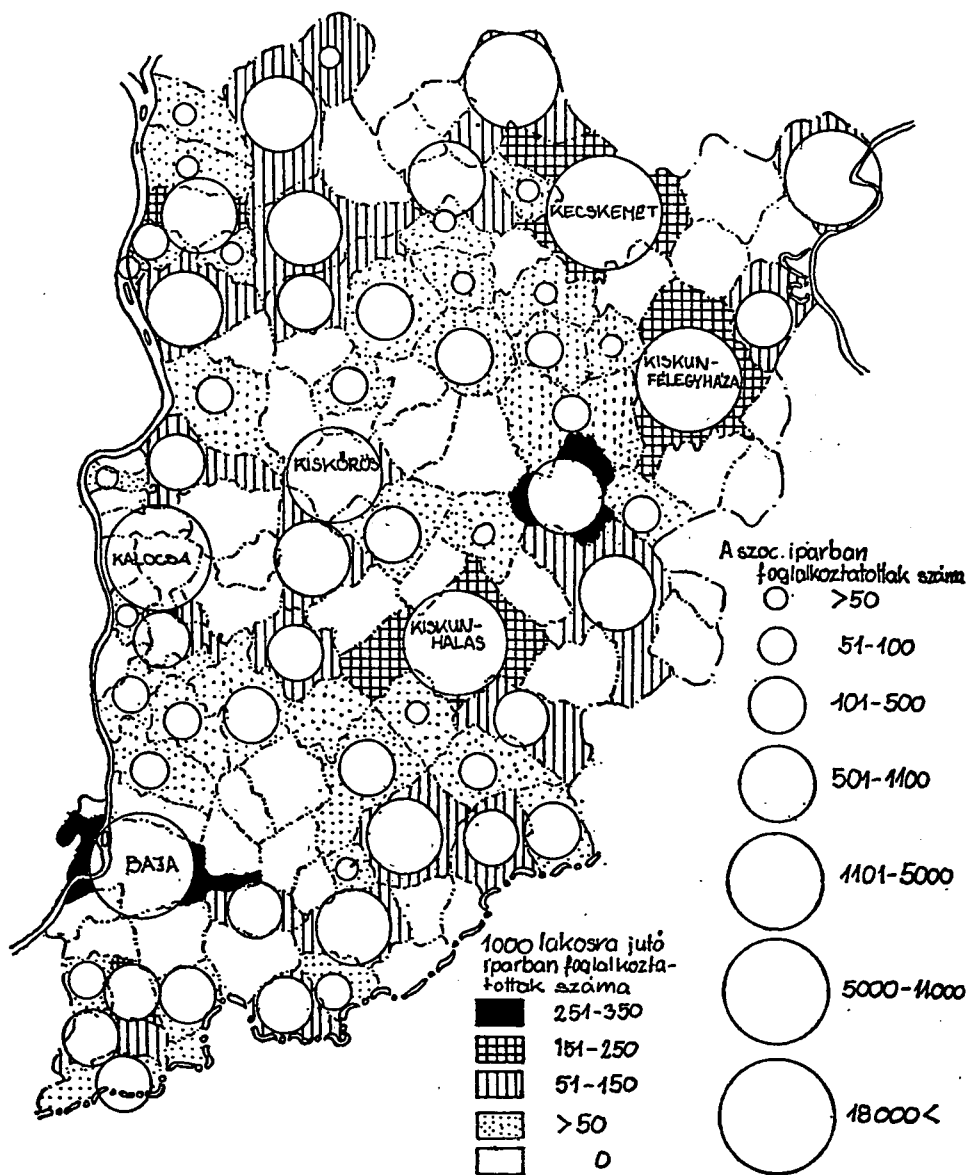 KECSKEMÉT
KISKUN-
FÉLEGYHÁZA
KISKŐRÖS
KALOCSA
KISKUN-
HALAS
BAJA
A szoc. iparban
foglalkoztatottak száma
>50
51-100
101-500
501-1100
1101-5000
5000-11000
18000<
1000 lakosra jutó
iparban foglalkozta-
tottak száma
251-350
151-250
51-150
>50
0